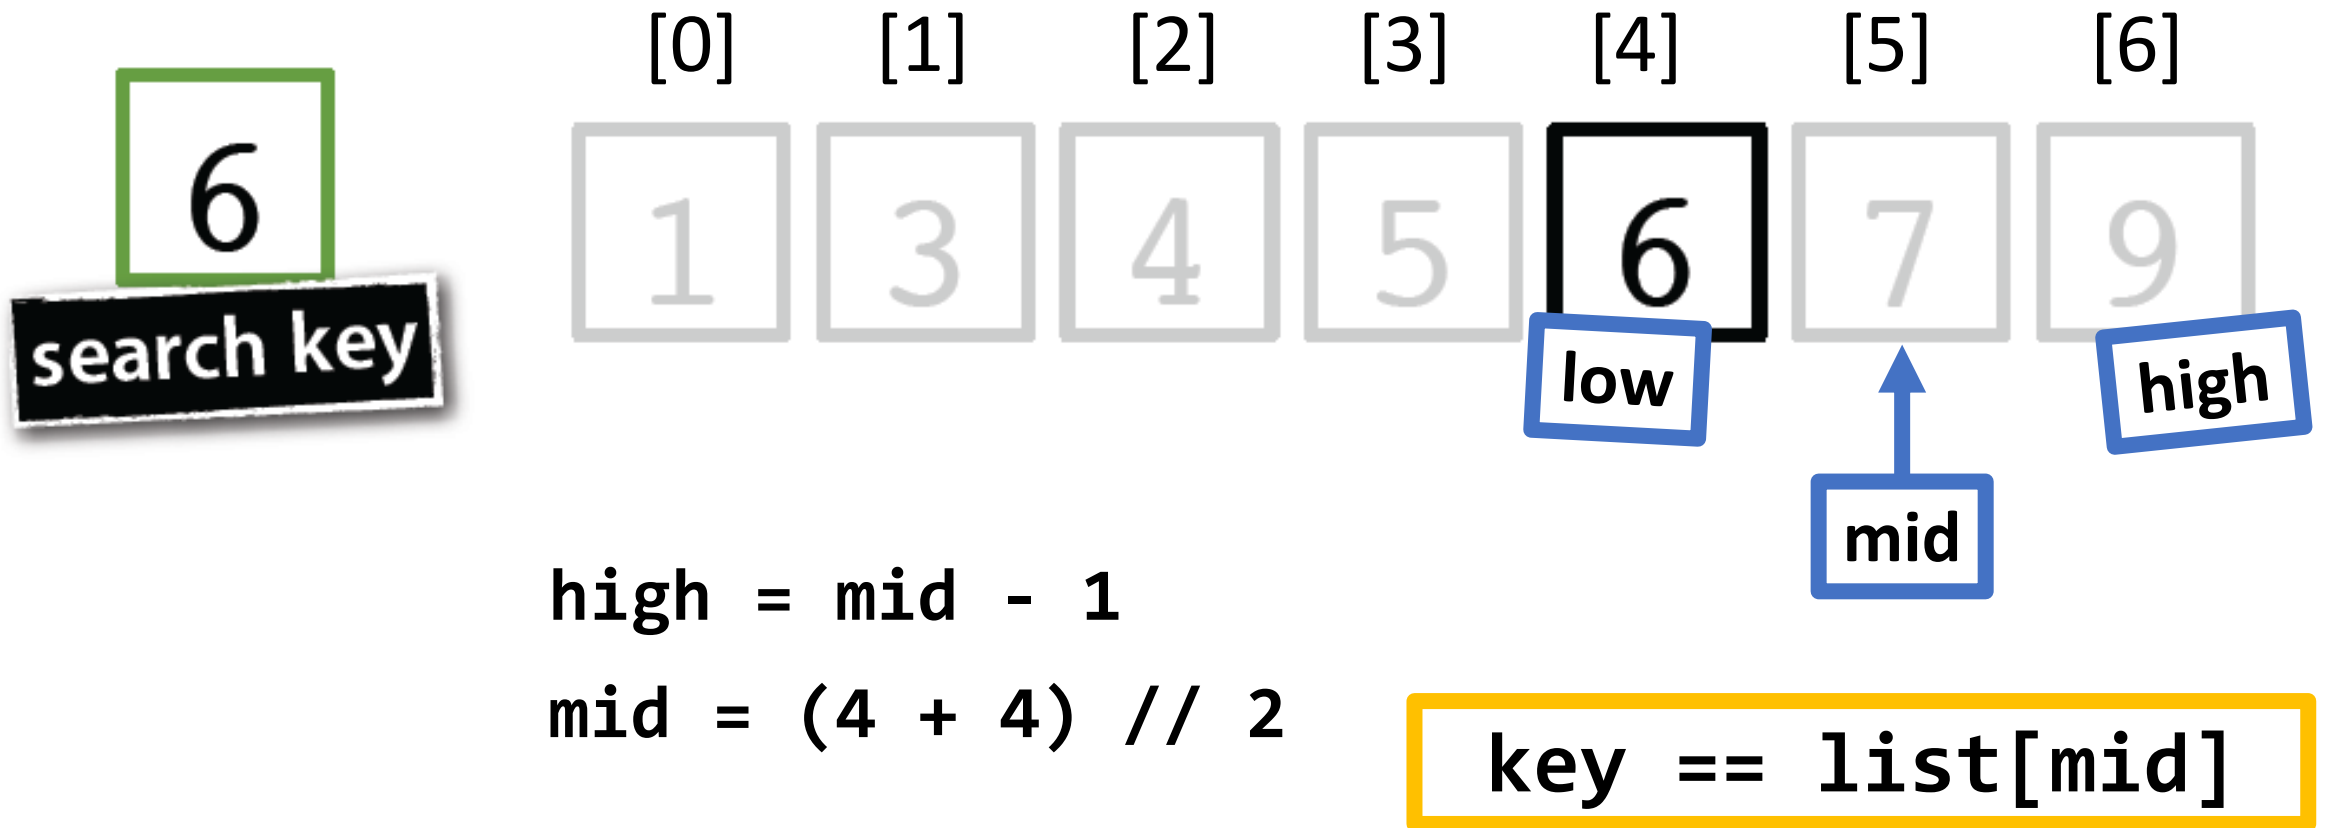 [0] [1] [2] [3] [4] [5] [6]
6
1 3 4 5 6 7 9
search key
low
high
mid
high = mid - 1
mid = (4 + 4) // 2
key == list[mid]